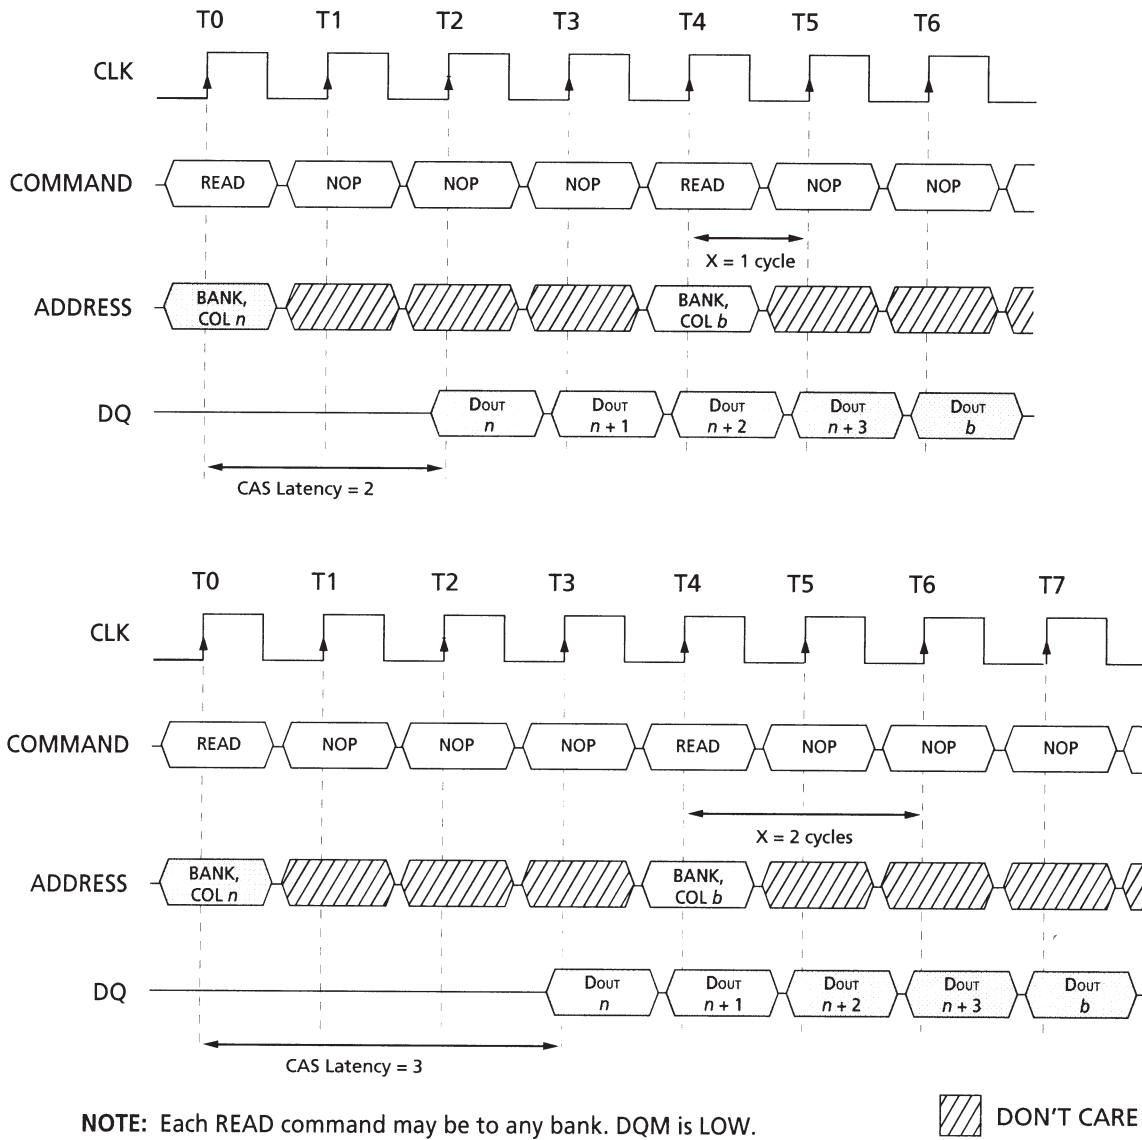 T0 T1 T2 T3 T4 T5 T6
CLK
COMMAND READ NOP NOP NOP READ NOP NOP
X = 1 cycle
ADDRESS BANK, COL n BANK, COL b
DQ DOUT n DOUT n + 1 DOUT n + 2 DOUT n + 3 DOUT b
CAS Latency = 2
T0 T1 T2 T3 T4 T5 T6 T7
CLK
COMMAND READ NOP NOP NOP READ NOP NOP NOP
X = 2 cycles
ADDRESS BANK, COL n BANK, COL b
DQ DOUT n DOUT n + 1 DOUT n + 2 DOUT n + 3 DOUT b
CAS Latency = 3
NOTE: Each READ command may be to any bank. DQM is LOW.
DON'T CARE